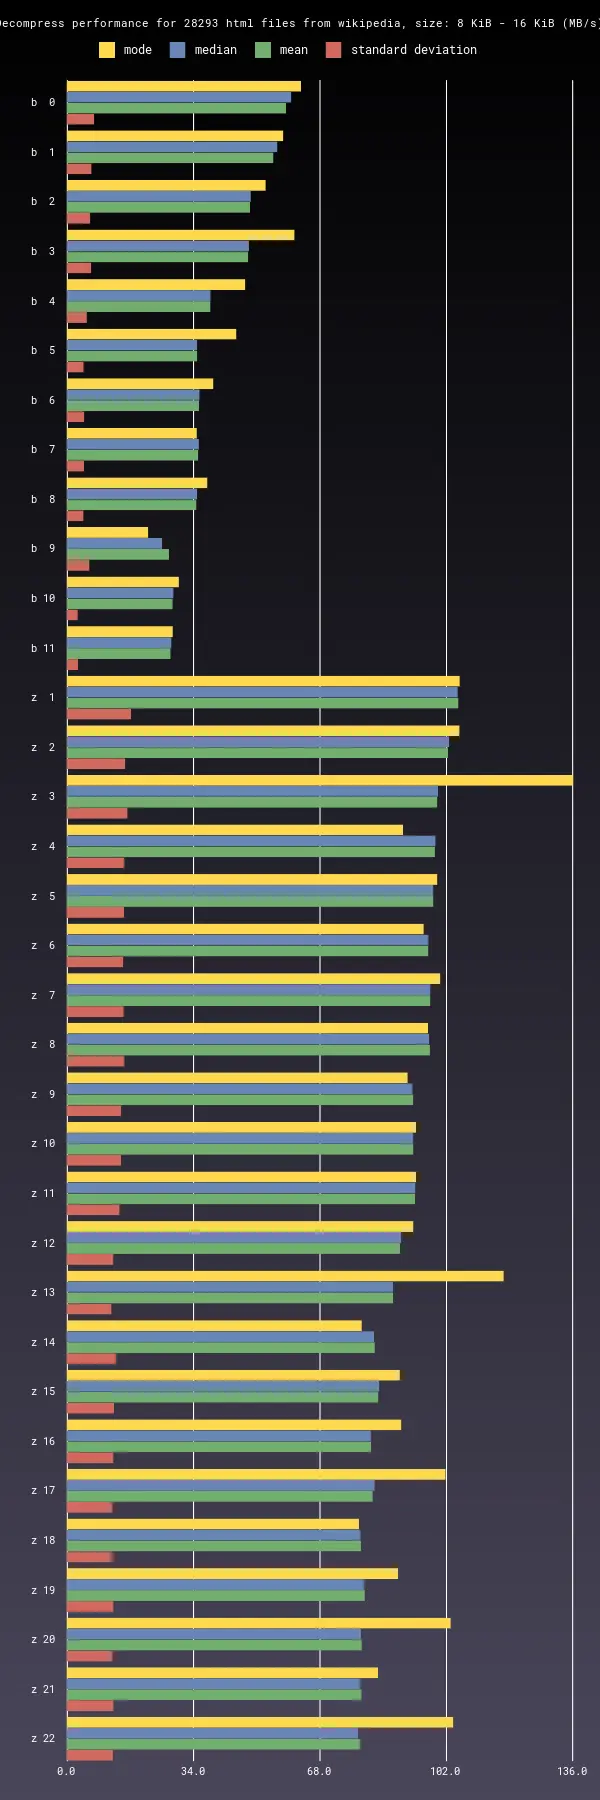 Decompress performance for 28293 html files from wikipedia, size: 8 KiB - 16 KiB (MB/s)
mode median mean standard deviation
b 0
b 1
b 2
b 3
b 4
b 5
b 6
b 7
b 8
b 9
b 10
b 11
z 1
z 2
z 3
z 4
z 5
z 6
z 7
z 8
z 9
z 10
z 11
z 12
z 13
z 14
z 15
z 16
z 17
z 18
z 19
z 20
z 21
z 22
0.0 34.0 68.0 102.0 136.0